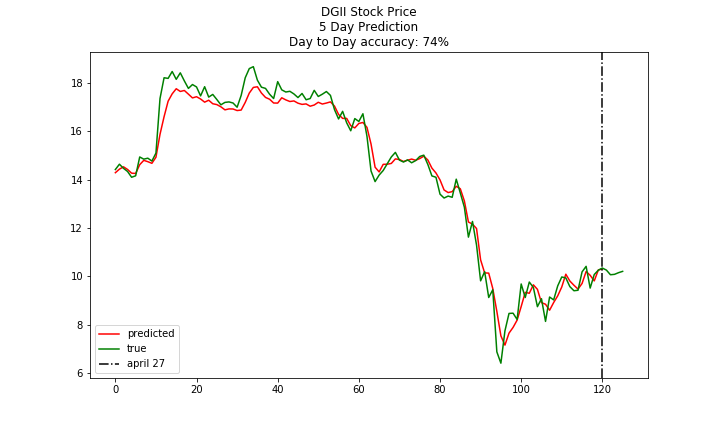 DGII Stock Price
5 Day Prediction
Day to Day accuracy: 74%
18
16
14
12
10
8
6
predicted
true
april 27
0 20 40 60 80 100 120